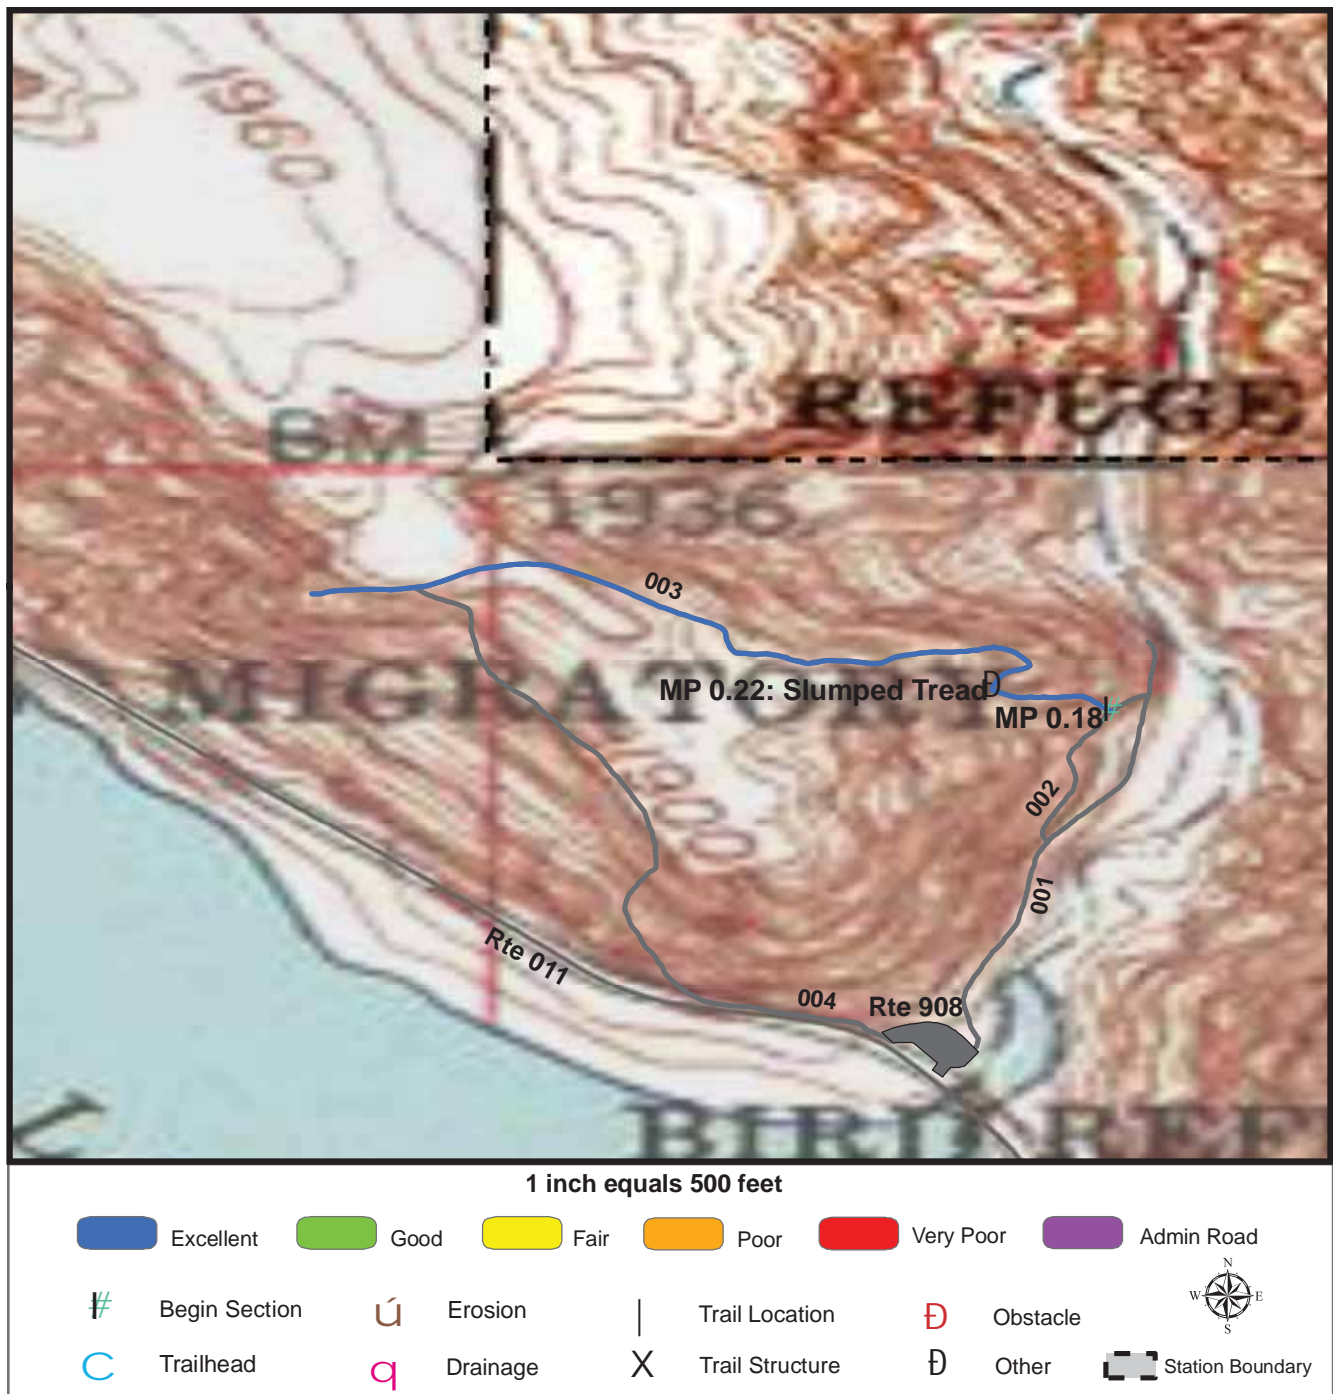 1960
REFUGE
BM
1936
003
MIGRATORY
MP 0.22: Slumped Tread Đ
MP 0.18 #
002
1800
001
Rte 011
004
Rte 908
BIRD REF
1 inch equals 500 feet
Excellent Good Fair Poor Very Poor Admin Road
# Begin Section ú Erosion | Trail Location Đ Obstacle
C Trailhead q Drainage X Trail Structure Đ Other Station Boundary
N
W E
S